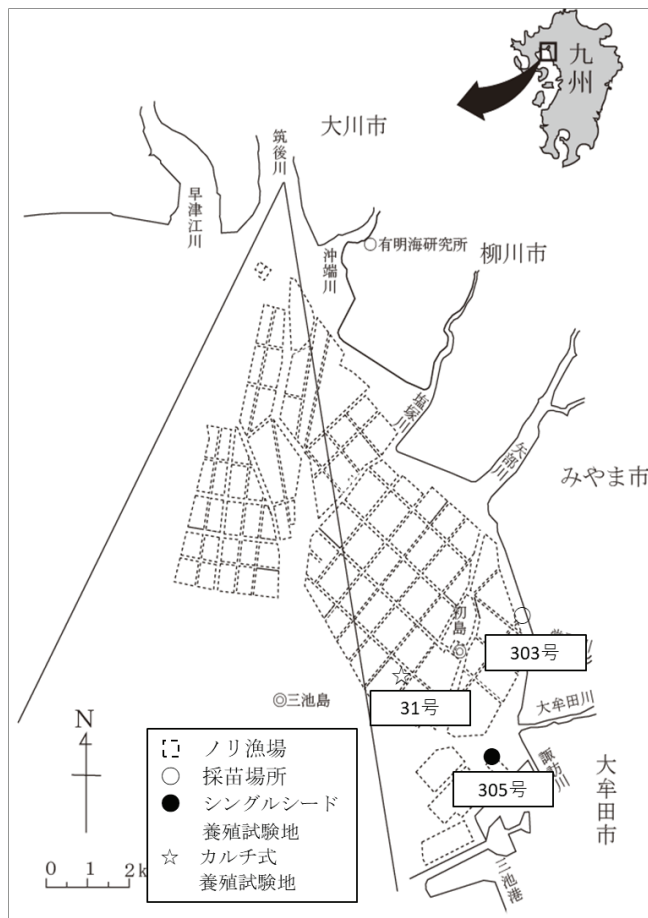 九州
大川市
筑後川
早津江川
沖端川
有明海研究所
柳川市
塩塚川
矢部川
みやま市
初島
303号
31号
三池島
大牟田川
諏訪川
大牟田市
305号
三池港
N
0 1 2k
ノリ漁場
採苗場所
シングルシード
養殖試験地
カルチ式
養殖試験地